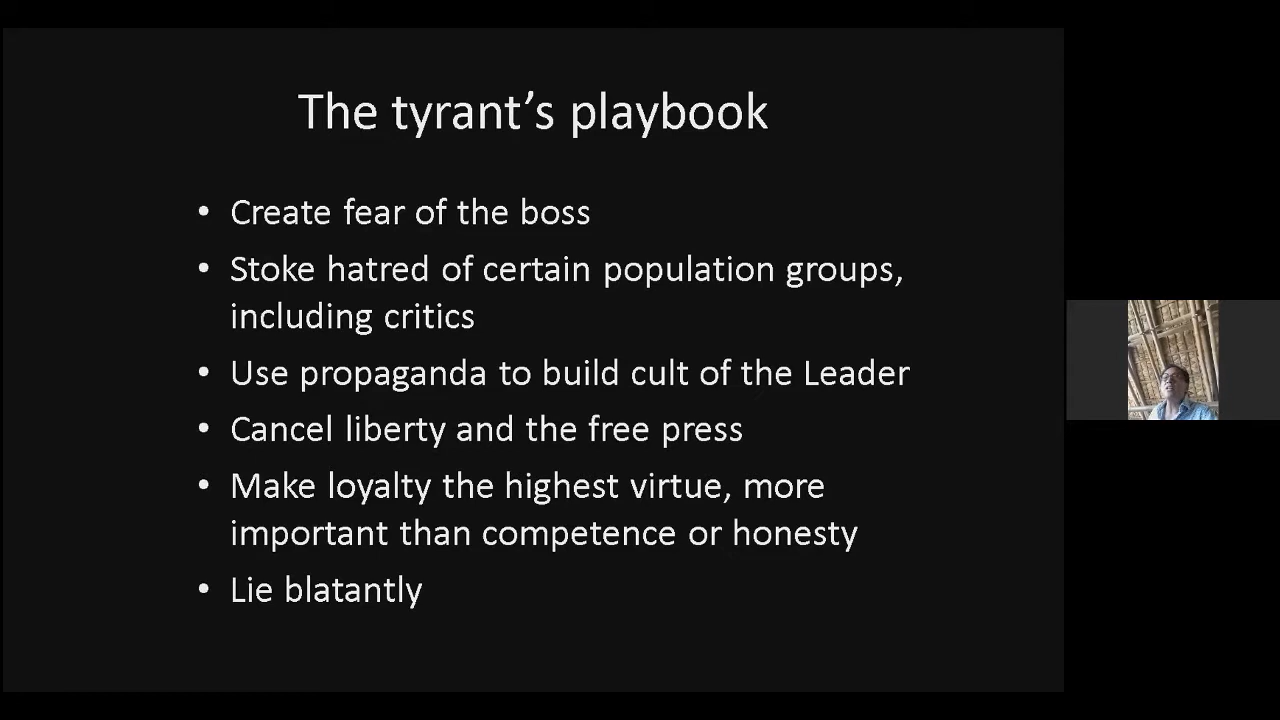 The tyrant's playbook
• Create fear of the boss
• Stoke hatred of certain population groups,
including critics
• Use propaganda to build cult of the Leader
• Cancel liberty and the free press
• Make loyalty the highest virtue, more
important than competence or honesty
• Lie blatantly